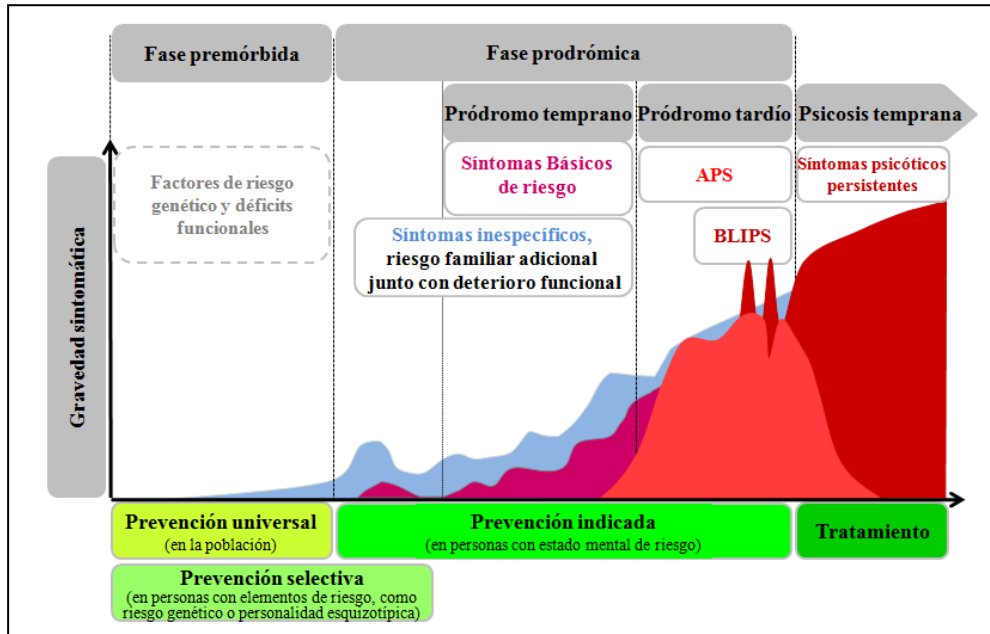 Fase premórbida
Fase prodrómica
Pródromo temprano
Pródromo tardío
Psicosis temprana
Factores de riesgo
genético y déficits
funcionales
Síntomas Básicos
de riesgo
APS
Síntomas psicóticos
persistentes
Síntomas inespecíficos,
riesgo familiar adicional
junto con deterioro funcional
BLIPS
Gravedad sintomática
Prevención universal
(en la población)
Prevención indicada
(en personas con estado mental de riesgo)
Tratamiento
Prevención selectiva
(en personas con elementos de riesgo, como
riesgo genético o personalidad esquizotípica)